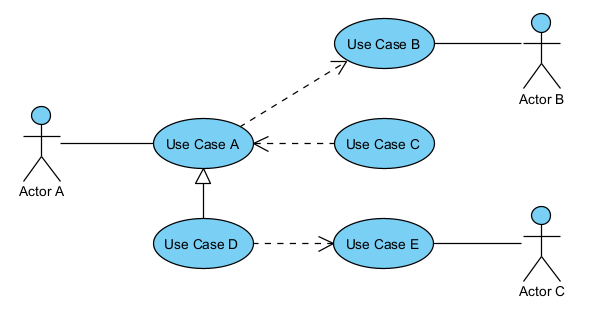 Use Case B
Actor B
Use Case A
Use Case C
Actor A
Use Case D
Use Case E
Actor C